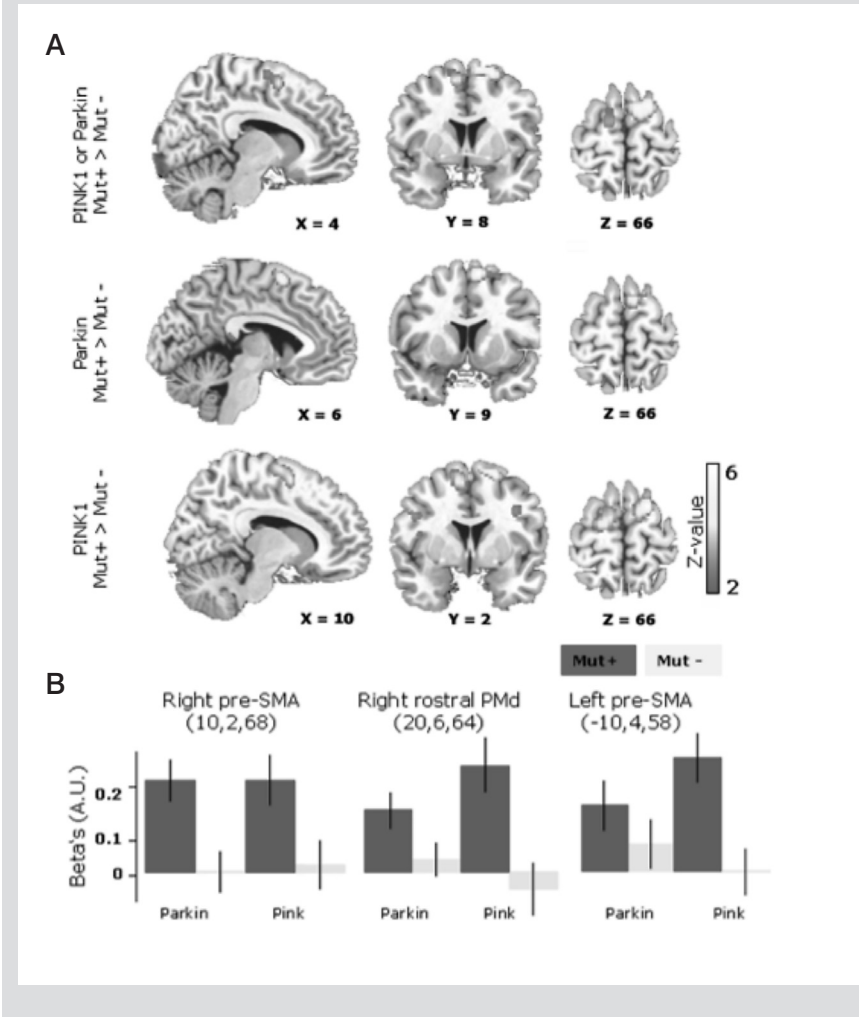 A
PINK1 or Parkin
Mut+ > Mut -
X = 4
Y = 8
Z = 66
Parkin
Mut+ > Mut -
X = 6
Y = 9
Z = 66
PINK1
Mut+ > Mut -
X = 10
Y = 2
Z = 66
Z-value
6
2
Mut+
Mut -
B
Right pre-SMA
(10,2,68)
Right rostral PMd
(20,6,64)
Left pre-SMA
(-10,4,58)
Beta's (A.U.)
0.2
0.1
0
Parkin
Pink
Parkin
Pink
Parkin
Pink